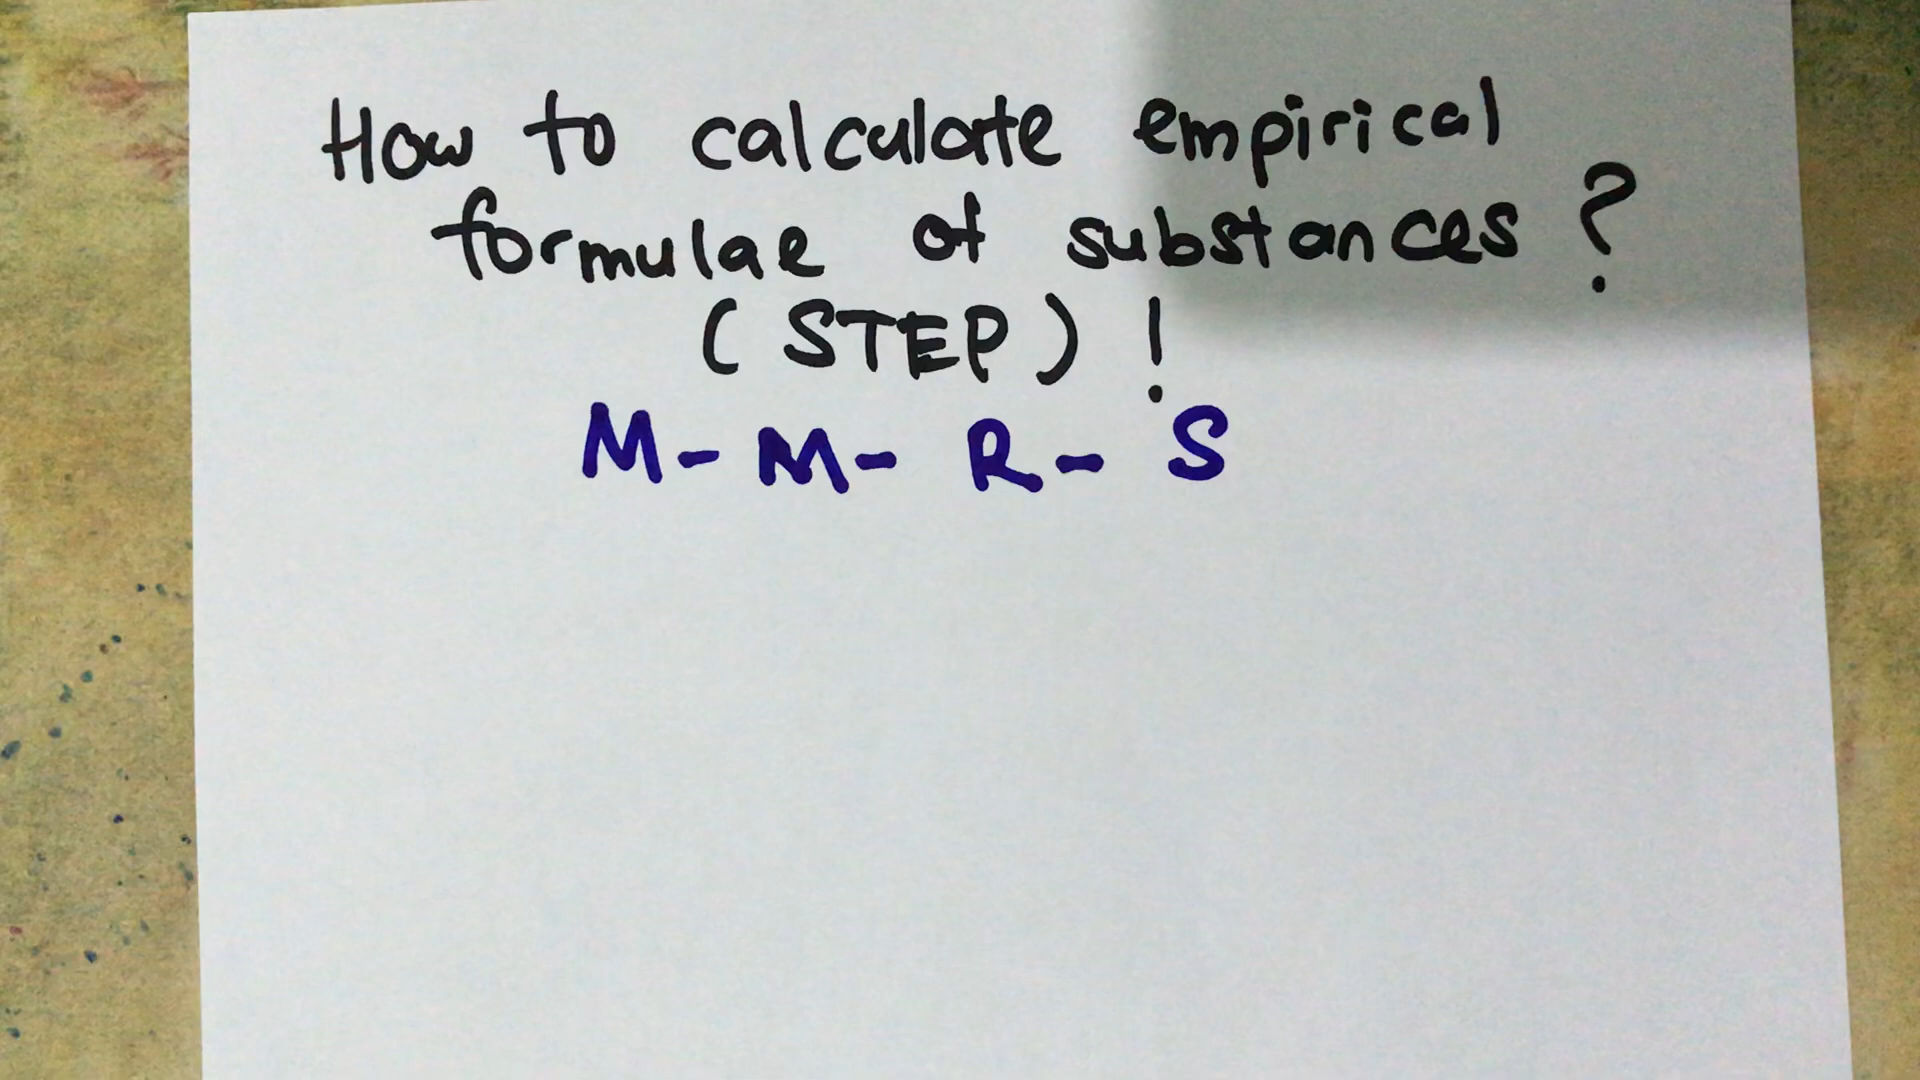 How to calculate empirical
formulae of substances ?
( STEP ) !
M - M - R - S